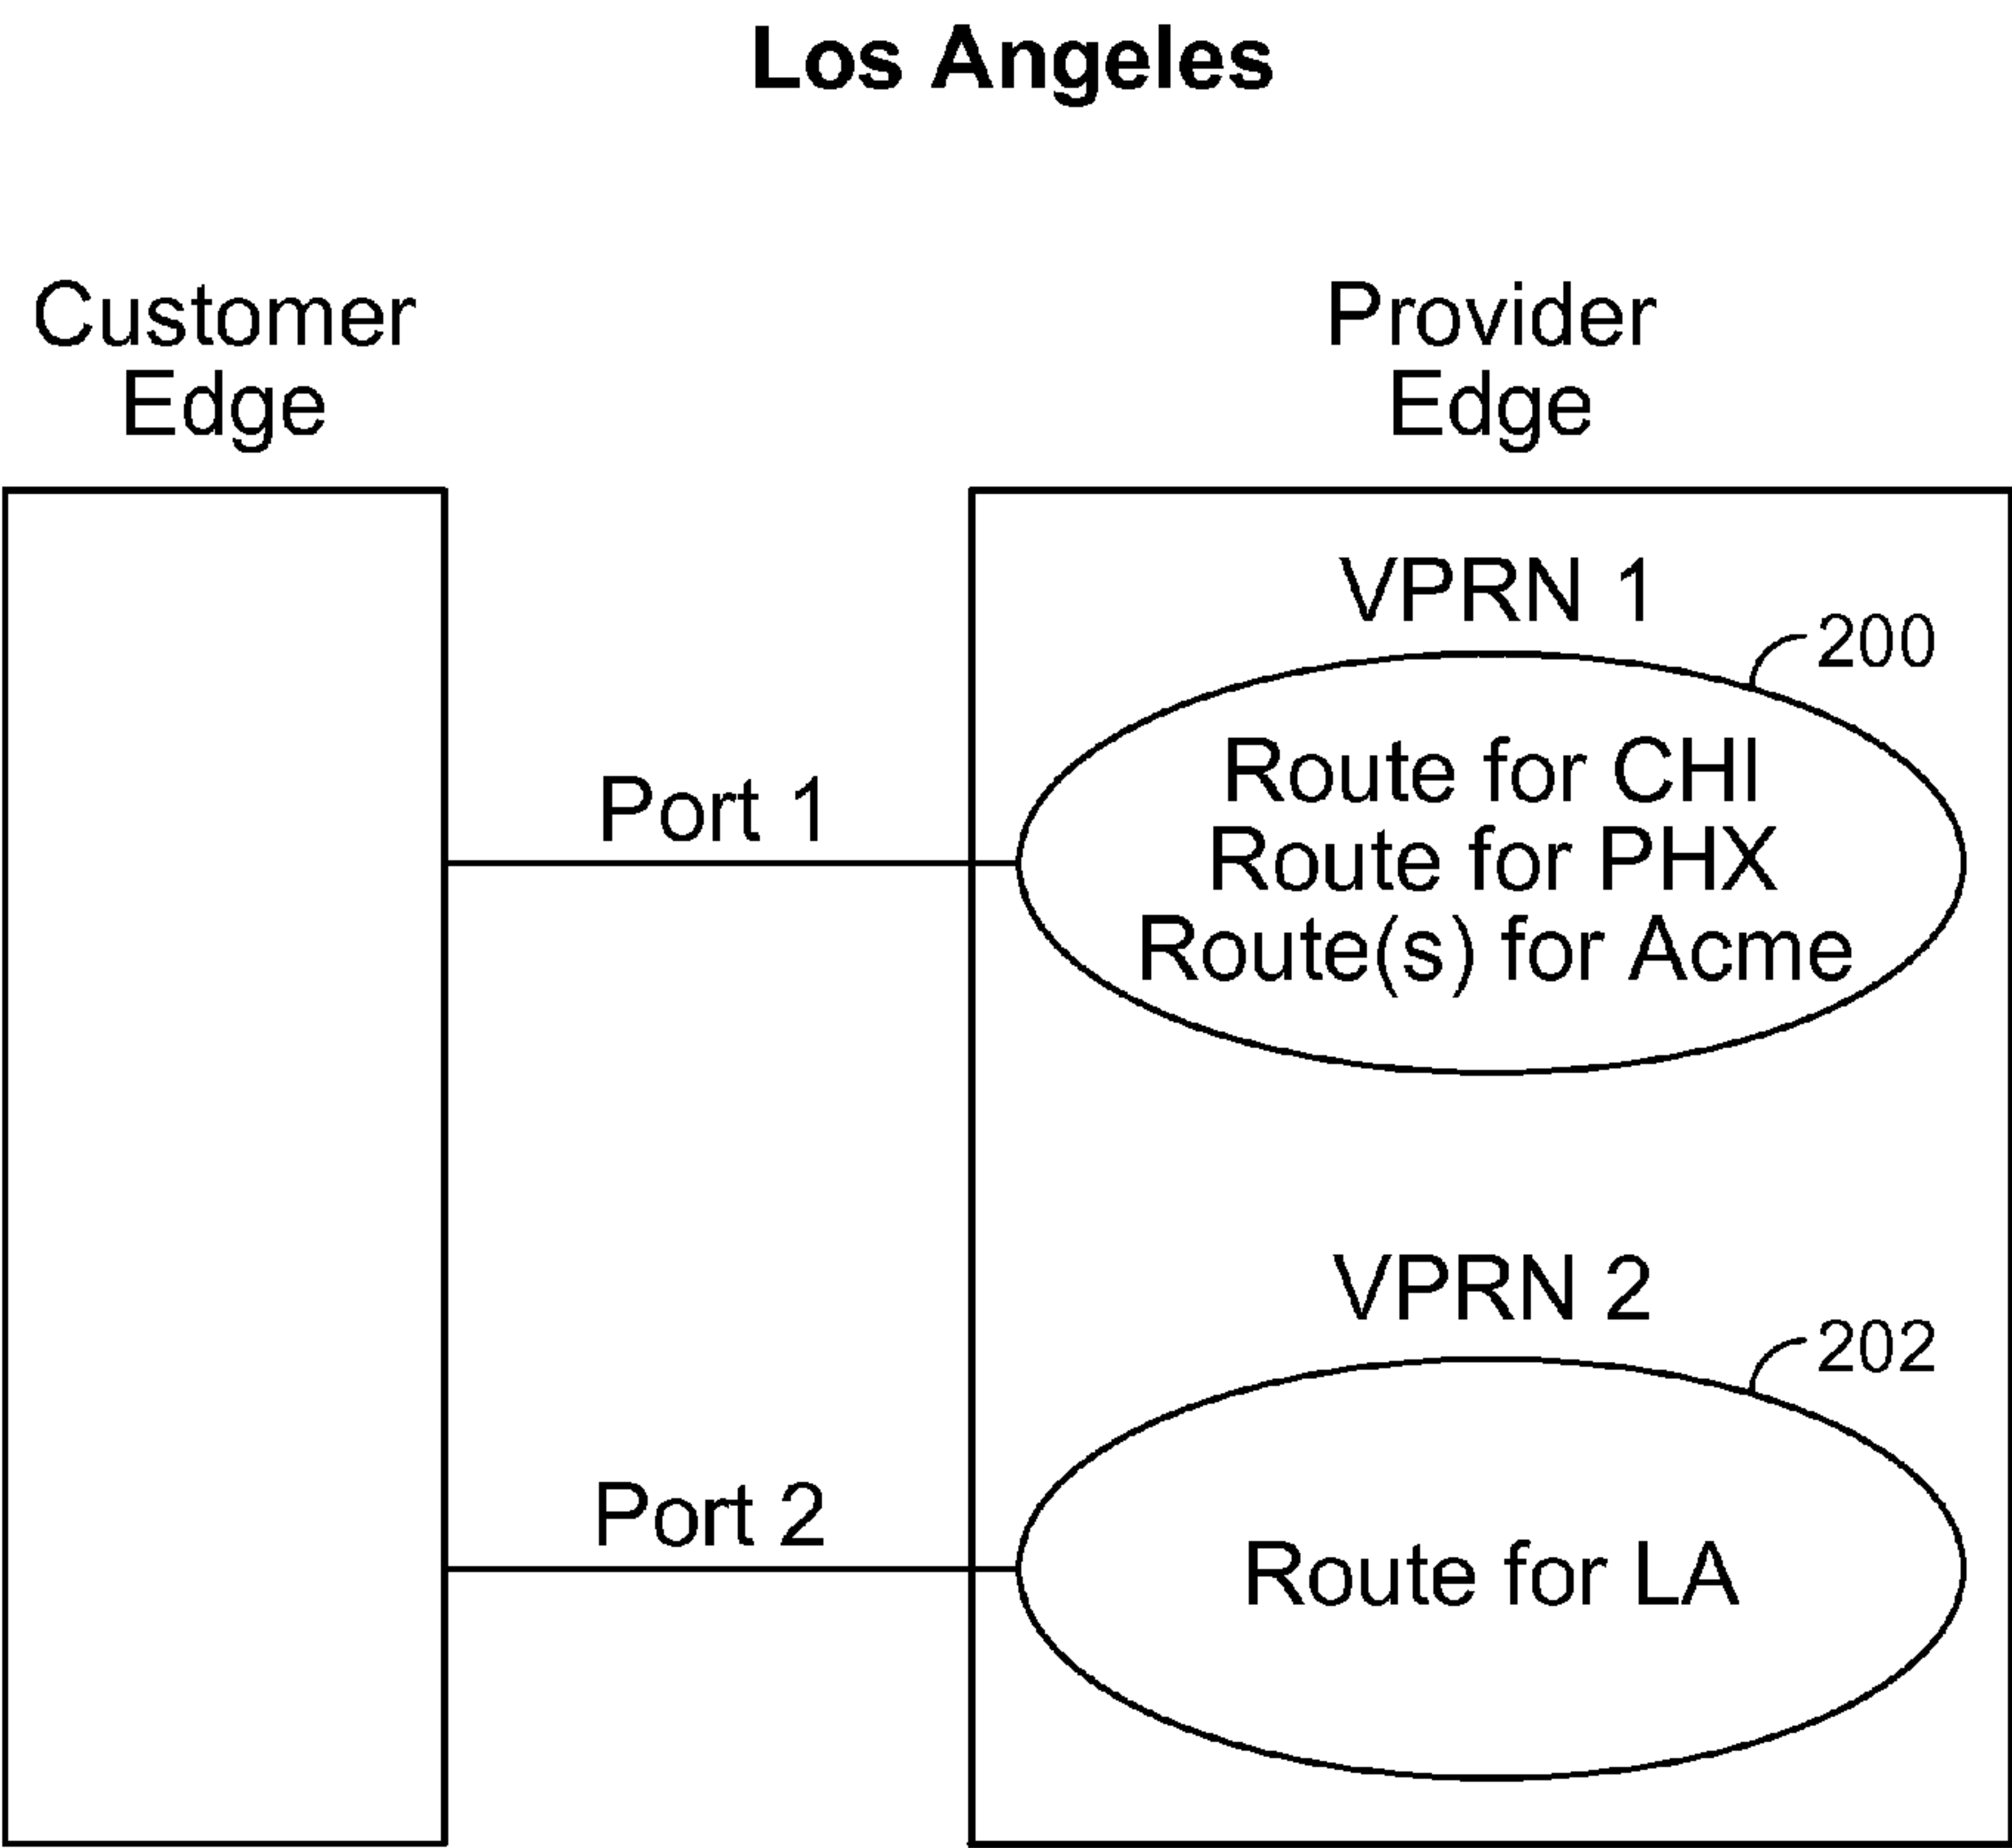 Los Angeles
Customer
Edge
Provider
Edge
VPRN 1
200
Route for CHI
Route for PHX
Route(s) for Acme
Port 1
VPRN 2
202
Route for LA
Port 2